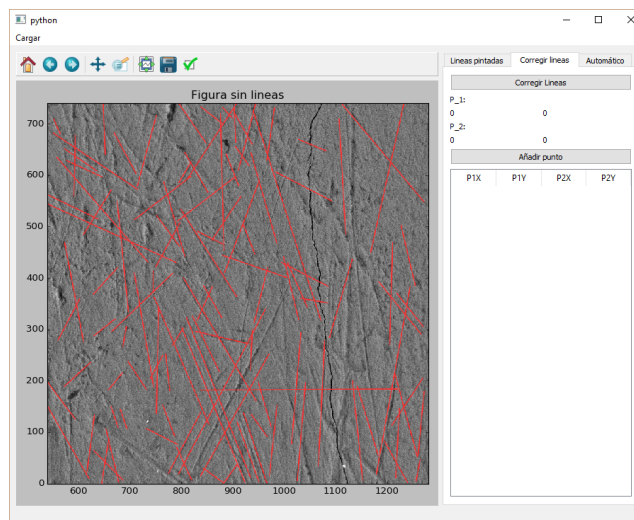 python
Cargar
Lineas pintadas
Corregir lineas
Automático
Corregir Lineas
P_1:
0 0
P_2:
0 0
Añadir punto
P1X P1Y P2X P2Y
Figura sin lineas
700
600
500
400
300
200
100
0
600 700 800 900 1000 1100 1200